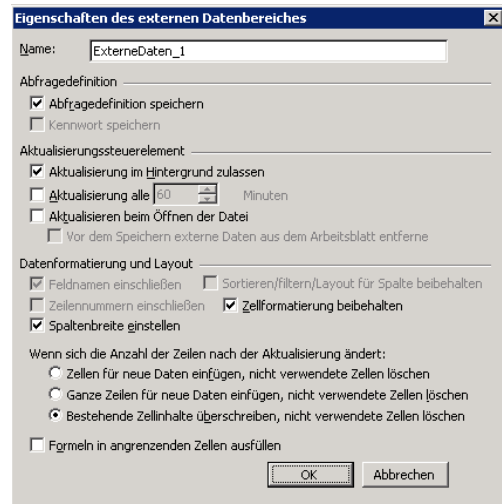 Eigenschaften des externen Datenbereiches
Name: ExterneDaten_1
Abfragedefinition
Abfragedefinition speichern
Kennwort speichern
Aktualisierungssteuerelement
Aktualisierung im Hintergrund zulassen
Aktualisierung alle 60 Minuten
Aktualisieren beim Öffnen der Datei
Vor dem Speichern externe Daten aus dem Arbeitsblatt entferne
Datenformatierung und Layout
Feldnamen einschließen Sortieren/filtern/Layout für Spalte beibehalten
Zeilennummern einschließen Zellformatierung beibehalten
Spaltenbreite einstellen
Wenn sich die Anzahl der Zeilen nach der Aktualisierung ändert:
Zellen für neue Daten einfügen, nicht verwendete Zellen löschen
Ganze Zeilen für neue Daten einfügen, nicht verwendete Zellen löschen
Bestehende Zellinhalte überschreiben, nicht verwendete Zellen löschen
Formeln in angrenzenden Zellen ausfüllen
OK Abbrechen